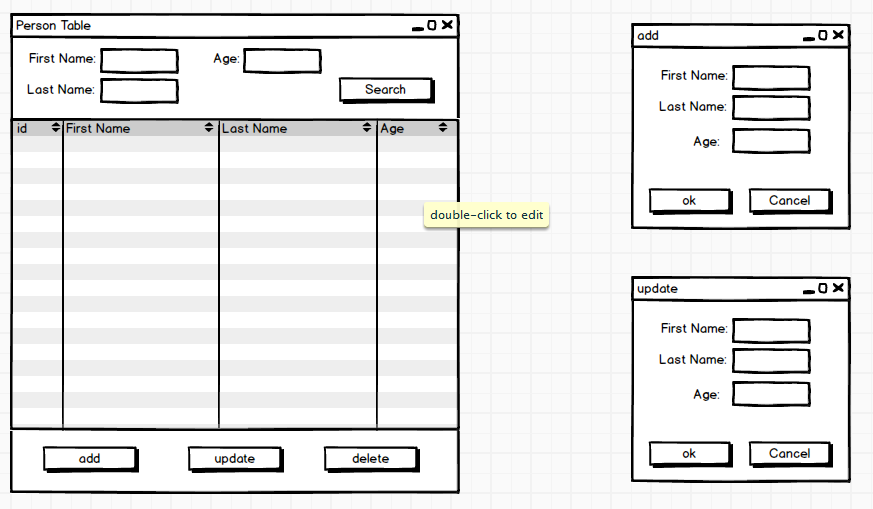 Person Table
First Name:
Age:
Last Name:
Search
id
First Name
Last Name
Age
double-click to edit
add
update
delete
add
First Name:
Last Name:
Age:
ok
Cancel
update
First Name:
Last Name:
Age:
ok
Cancel